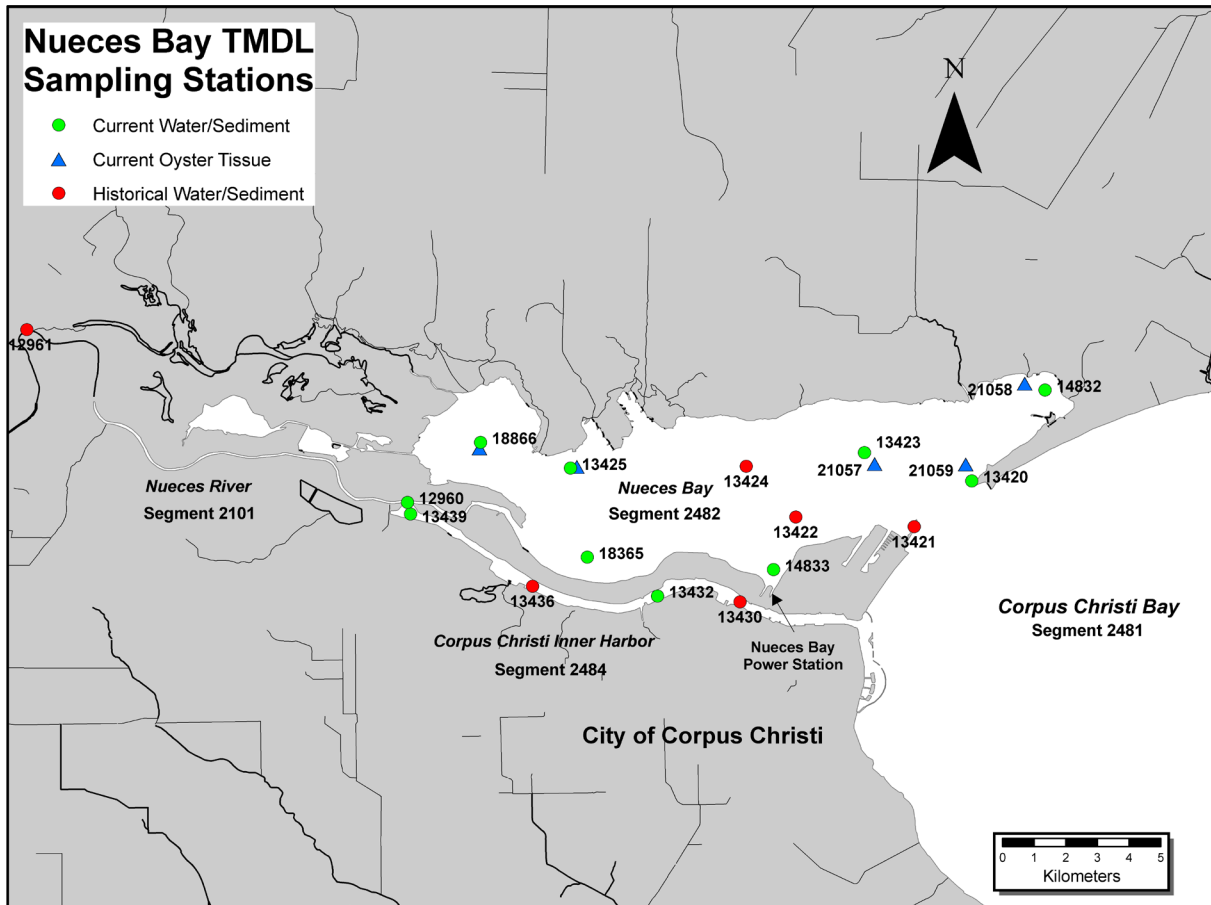 Nueces Bay TMDL
Sampling Stations
Current Water/Sediment
Current Oyster Tissue
Historical Water/Sediment
N
12961
21058
14832
18866
13425
13423
13424
21057
21059
13420
Nueces River
Segment 2101
Nueces Bay
Segment 2482
12960
13439
13422
13421
18365
14833
13436
13432
13430
Corpus Christi Bay
Segment 2481
Corpus Christi Inner Harbor
Segment 2484
Nueces Bay
Power Station
City of Corpus Christi
0 1 2 3 4 5
Kilometers